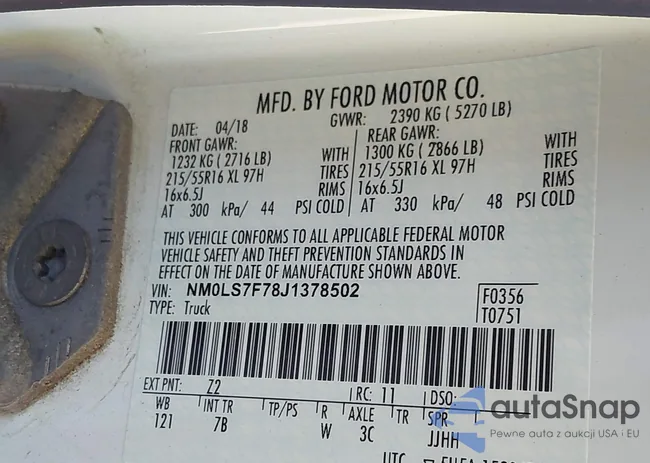 MFD. BY FORD MOTOR CO.
DATE: 04/18 GVWR: 2390 KG ( 5270 LB)
FRONT GAWR: REAR GAWR:
1232 KG ( 2716 LB) WITH 1300 KG ( 2866 LB) WITH
215/55R16 XL 97H TIRES 215/55R16 XL 97H TIRES
16x6.5J RIMS 16x6.5J RIMS
AT 300 kPa/ 44 PSI COLD AT 330 kPa/ 48 PSI COLD
THIS VEHICLE CONFORMS TO ALL APPLICABLE FEDERAL MOTOR
VEHICLE SAFETY AND THEFT PREVENTION STANDARDS IN
EFFECT ON THE DATE OF MANUFACTURE SHOWN ABOVE.
VIN: NM0LS7F78J1378502 F0356
TYPE: Truck T0751
EXT PNT: Z2 RC: 11 DSO:
WB INT TR TP/PS R AXLE TR SPR
121 7B W 3C JJHH
UTC
autoSnap
Pewne auta z aukcji USA • EU